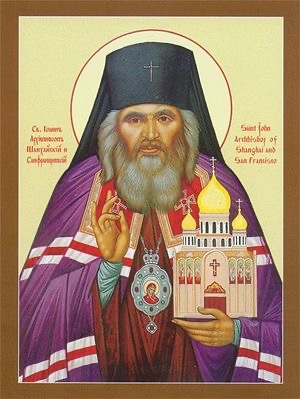 Св. Іоаннъ
Архіепископъ
Шанхайскій и
Санфранцискій
Saint John
Archbishop of
Shanghai and
San Francisco